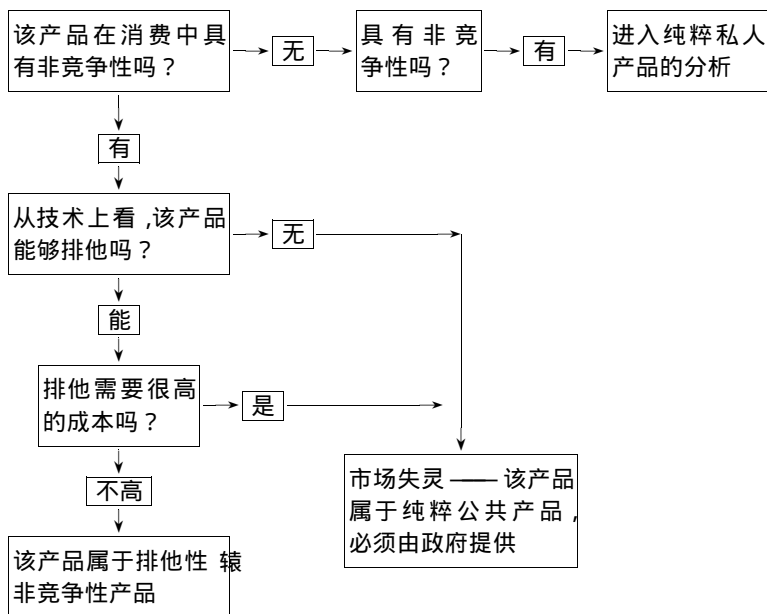 该产品在消费中具
有非竞争性吗?
无
具有非竞
争性吗?
有
进入纯粹私人
产品的分析
有
从技术上看,该产品
能够排他吗?
无
能
排他需要很高
的成本吗?
是
不高
市场失灵——该产品
属于纯粹公共产品,
必须由政府提供
该产品属于排他性 辕
非竞争性产品